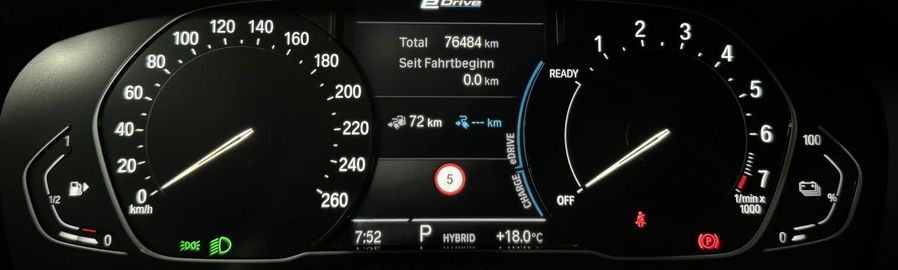 eDrive
Total 76484 km
Seit Fahrtbeginn
0.0 km
72 km
--- km
5
7:52 P HYBRID +18.0°C
0 20 40 60 80 100 120 140 160 180 200 220 240 260
km/h
1
1/2
0
READY
OFF
CHARGE eDRIVE
1 2 3 4 5 6 7
1/min x
1000
100
%
0
P